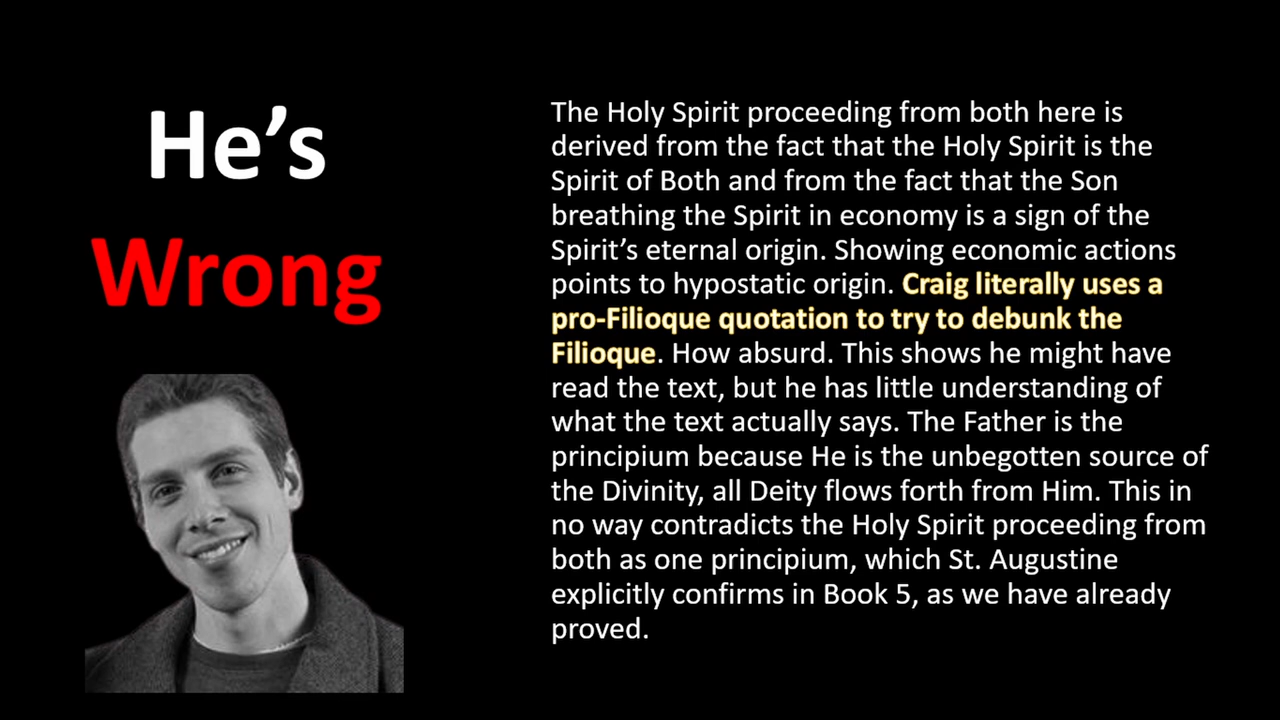 He’s
Wrong
The Holy Spirit proceeding from both here is
derived from the fact that the Holy Spirit is the
Spirit of Both and from the fact that the Son
breathing the Spirit in economy is a sign of the
Spirit’s eternal origin. Showing economic actions
points to hypostatic origin. Craig literally uses a
pro-Filioque quotation to try to debunk the
Filioque. How absurd. This shows he might have
read the text, but he has little understanding of
what the text actually says. The Father is the
principium because He is the unbegotten source of
the Divinity, all Deity flows forth from Him. This in
no way contradicts the Holy Spirit proceeding from
both as one principium, which St. Augustine
explicitly confirms in Book 5, as we have already
proved.